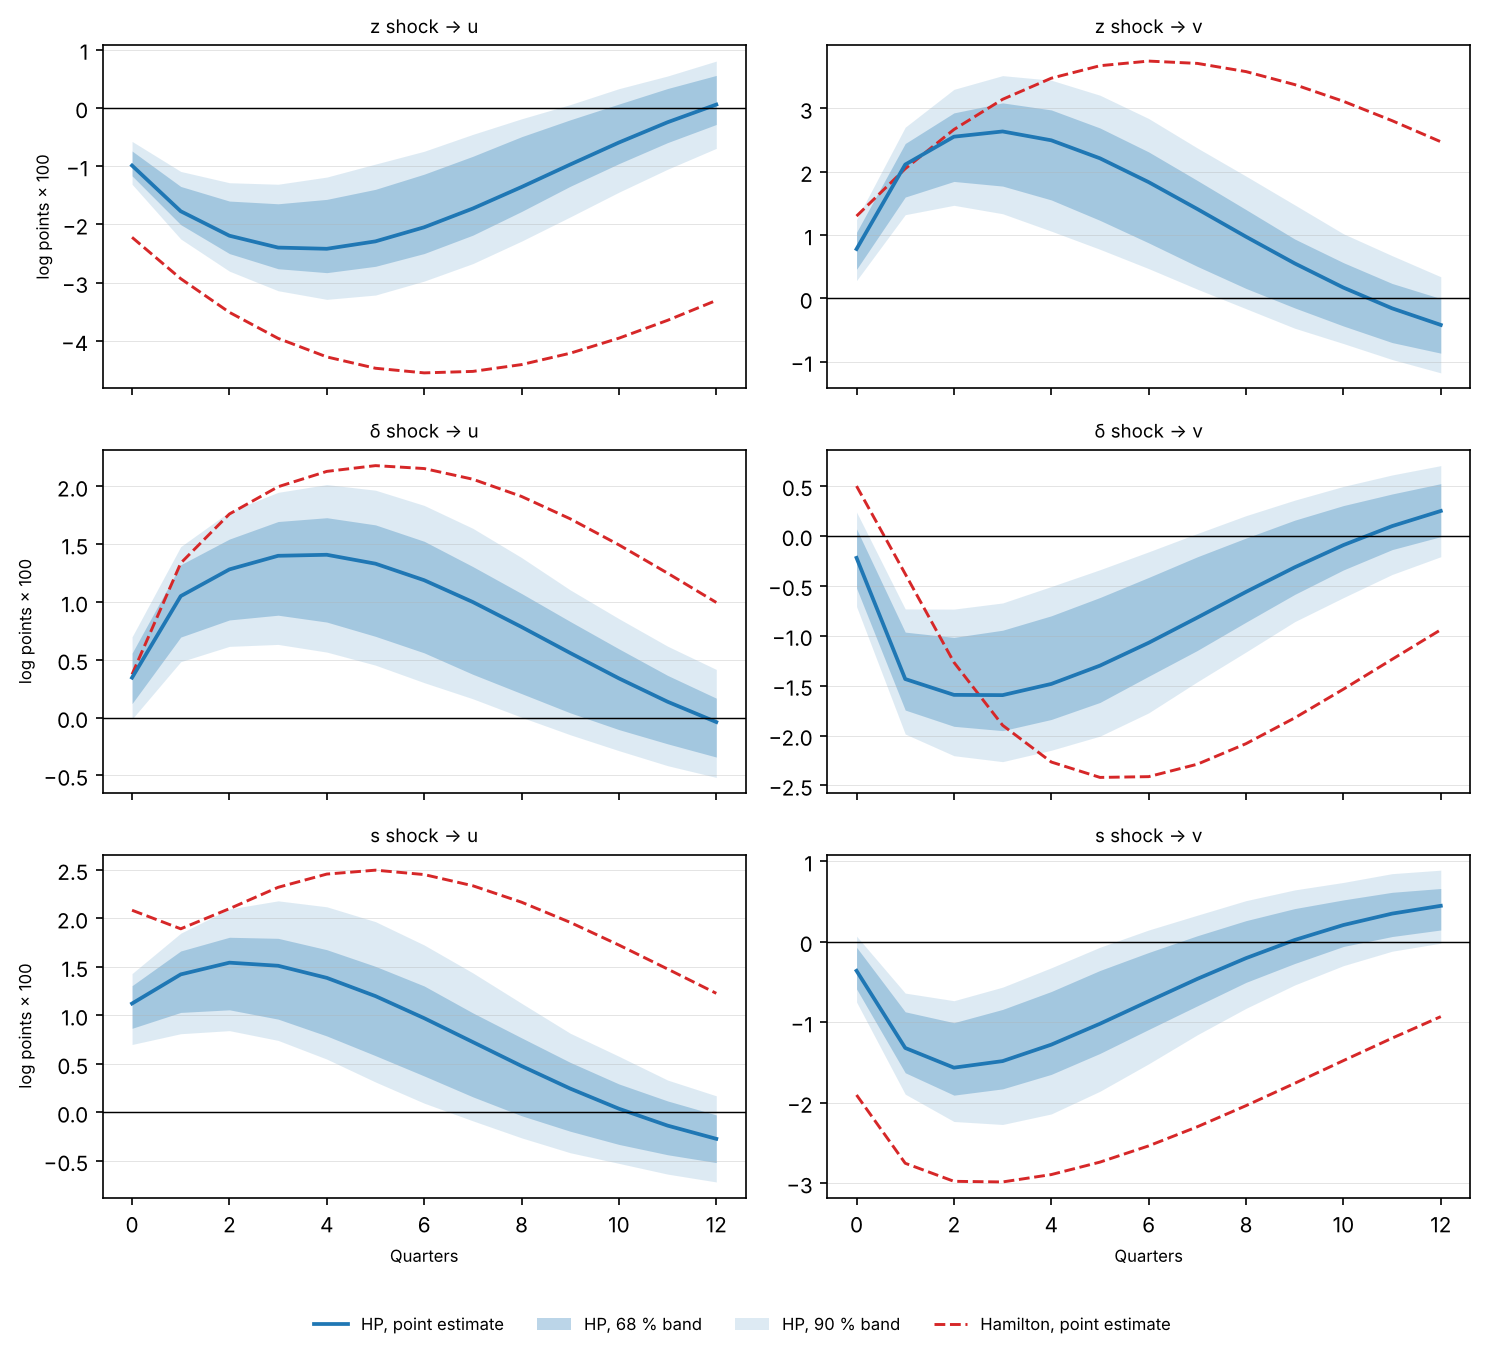 z shock → u
z shock → v
1
0
−1
−2
−3
−4
log points × 100
3
2
1
0
−1
δ shock → u
δ shock → v
2.0
1.5
1.0
0.5
0.0
−0.5
log points × 100
0.5
0.0
−0.5
−1.0
−1.5
−2.0
−2.5
s shock → u
s shock → v
2.5
2.0
1.5
1.0
0.5
0.0
−0.5
log points × 100
1
0
−1
−2
−3
0 2 4 6 8 10 12
0 2 4 6 8 10 12
Quarters
Quarters
HP, point estimate
HP, 68 % band
HP, 90 % band
Hamilton, point estimate